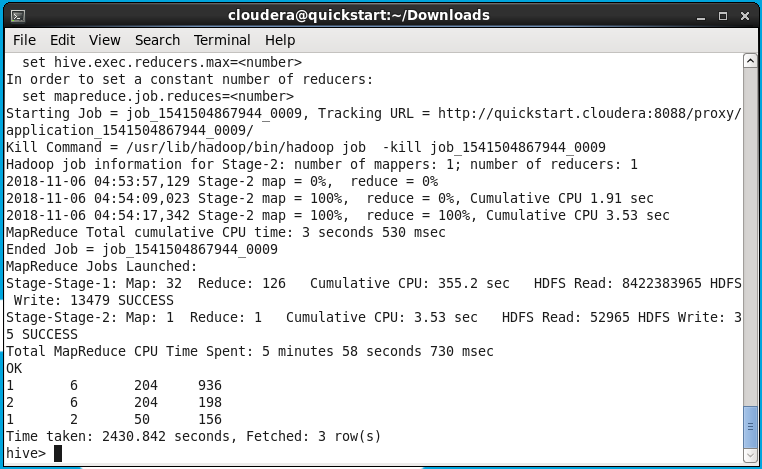 cloudera@quickstart:~/Downloads
File Edit View Search Terminal Help
  set hive.exec.reducers.max=<number>
In order to set a constant number of reducers:
  set mapreduce.job.reduces=<number>
Starting Job = job_1541504867944_0009, Tracking URL = http://quickstart.cloudera:8088/proxy/
application_1541504867944_0009/
Kill Command = /usr/lib/hadoop/bin/hadoop job  -kill job_1541504867944_0009
Hadoop job information for Stage-2: number of mappers: 1; number of reducers: 1
2018-11-06 04:53:57,129 Stage-2 map = 0%,  reduce = 0%
2018-11-06 04:54:09,023 Stage-2 map = 100%,  reduce = 0%, Cumulative CPU 1.91 sec
2018-11-06 04:54:17,342 Stage-2 map = 100%,  reduce = 100%, Cumulative CPU 3.53 sec
MapReduce Total cumulative CPU time: 3 seconds 530 msec
Ended Job = job_1541504867944_0009
MapReduce Jobs Launched:
Stage-Stage-1: Map: 32  Reduce: 126   Cumulative CPU: 355.2 sec   HDFS Read: 8422383965 HDFS
 Write: 13479 SUCCESS
Stage-Stage-2: Map: 1  Reduce: 1   Cumulative CPU: 3.53 sec   HDFS Read: 52965 HDFS Write: 3
5 SUCCESS
Total MapReduce CPU Time Spent: 5 minutes 58 seconds 730 msec
OK
1       6       204     936
2       6       204     198
1       2       50      156
Time taken: 2430.842 seconds, Fetched: 3 row(s)
hive>